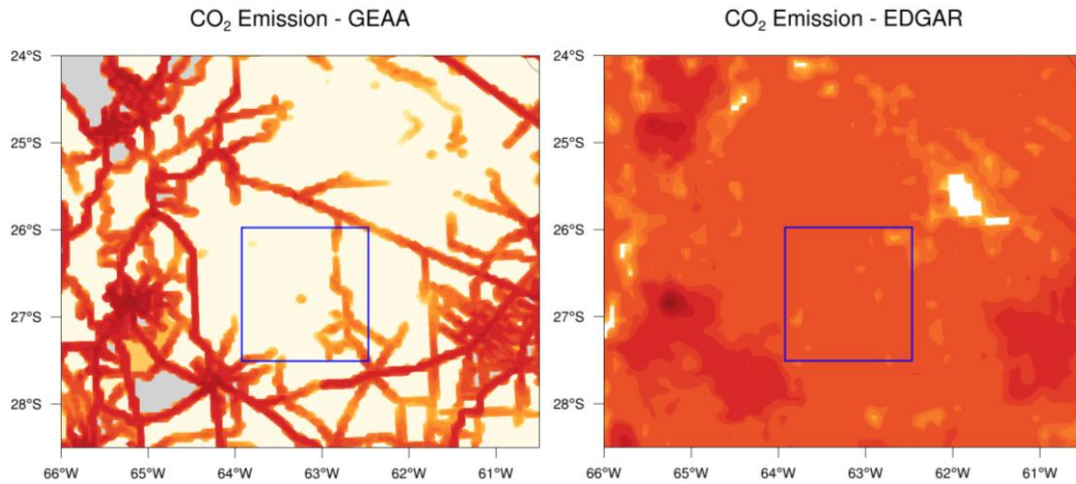 CO₂ Emission - GEAA
24°S
25°S
26°S
27°S
28°S
66°W
65°W
64°W
63°W
62°W
61°W
CO₂ Emission - EDGAR
24°S
25°S
26°S
27°S
28°S
66°W
65°W
64°W
63°W
62°W
61°W